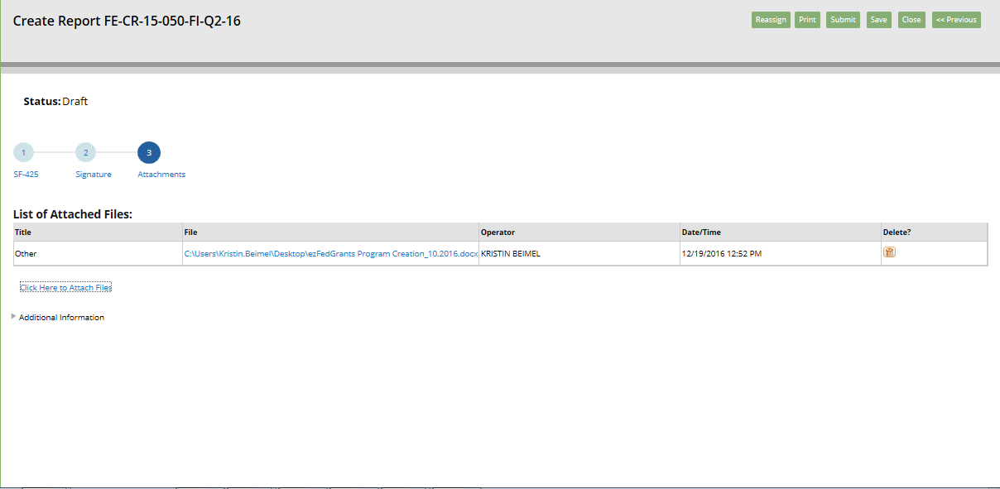 Create Report FE-CR-15-050-FI-Q2-16
Reassign Print Submit Save Close << Previous
Status: Draft
1 2 3
SF-425 Signature Attachments
List of Attached Files:
Title File Operator Date/Time Delete?
Other C:\Users\Kristin.Beimel\Desktop\ezFedGrants Program Creation_10.2016.docx KRISTIN BEIMEL 12/19/2016 12:52 PM
Click Here to Attach Files
Additional Information